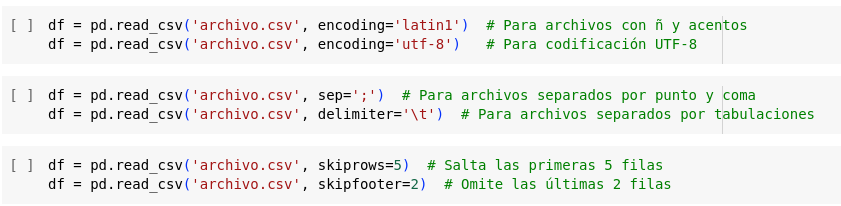 [ ] df = pd.read_csv('archivo.csv', encoding='latin1')  # Para archivos con ñ y acentos
df = pd.read_csv('archivo.csv', encoding='utf-8')   # Para codificación UTF-8
[ ] df = pd.read_csv('archivo.csv', sep=';')  # Para archivos separados por punto y coma
df = pd.read_csv('archivo.csv', delimiter='\t')  # Para archivos separados por tabulaciones
[ ] df = pd.read_csv('archivo.csv', skiprows=5)  # Salta las primeras 5 filas
df = pd.read_csv('archivo.csv', skipfooter=2)  # Omite las últimas 2 filas